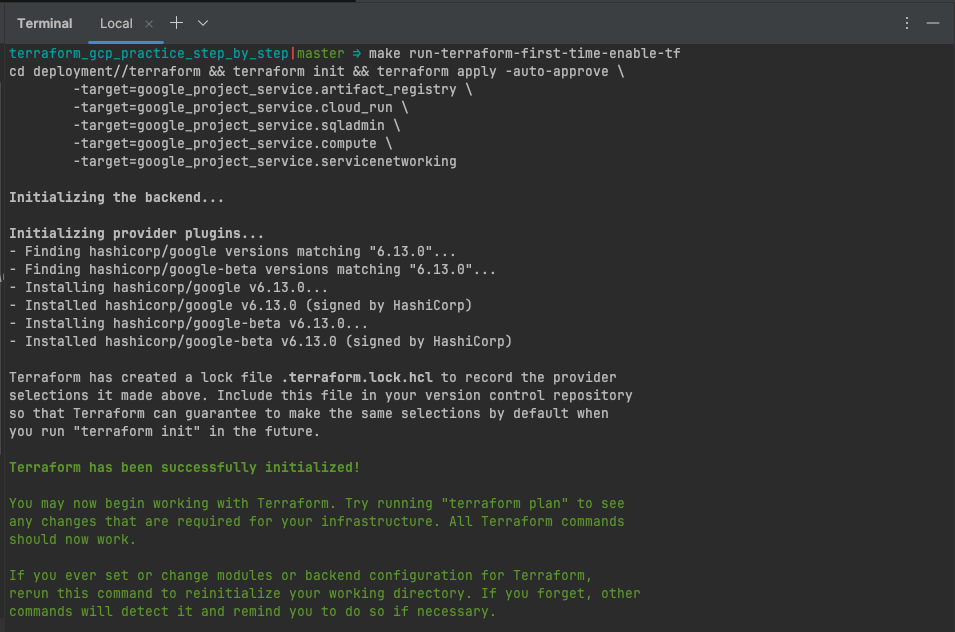 Terminal Local × +
terraform_gcp_practice_step_by_step|master ⇒ make run-terraform-first-time-enable-tf
cd deployment//terraform && terraform init && terraform apply -auto-approve \
        -target=google_project_service.artifact_registry \
        -target=google_project_service.cloud_run \
        -target=google_project_service.sqladmin \
        -target=google_project_service.compute \
        -target=google_project_service.servicenetworking
Initializing the backend...
Initializing provider plugins...
- Finding hashicorp/google versions matching "6.13.0"...
- Finding hashicorp/google-beta versions matching "6.13.0"...
- Installing hashicorp/google v6.13.0...
- Installed hashicorp/google v6.13.0 (signed by HashiCorp)
- Installing hashicorp/google-beta v6.13.0...
- Installed hashicorp/google-beta v6.13.0 (signed by HashiCorp)
Terraform has created a lock file .terraform.lock.hcl to record the provider
selections it made above. Include this file in your version control repository
so that Terraform can guarantee to make the same selections by default when
you run "terraform init" in the future.
Terraform has been successfully initialized!
You may now begin working with Terraform. Try running "terraform plan" to see
any changes that are required for your infrastructure. All Terraform commands
should now work.
If you ever set or change modules or backend configuration for Terraform,
rerun this command to reinitialize your working directory. If you forget, other
commands will detect it and remind you to do so if necessary.